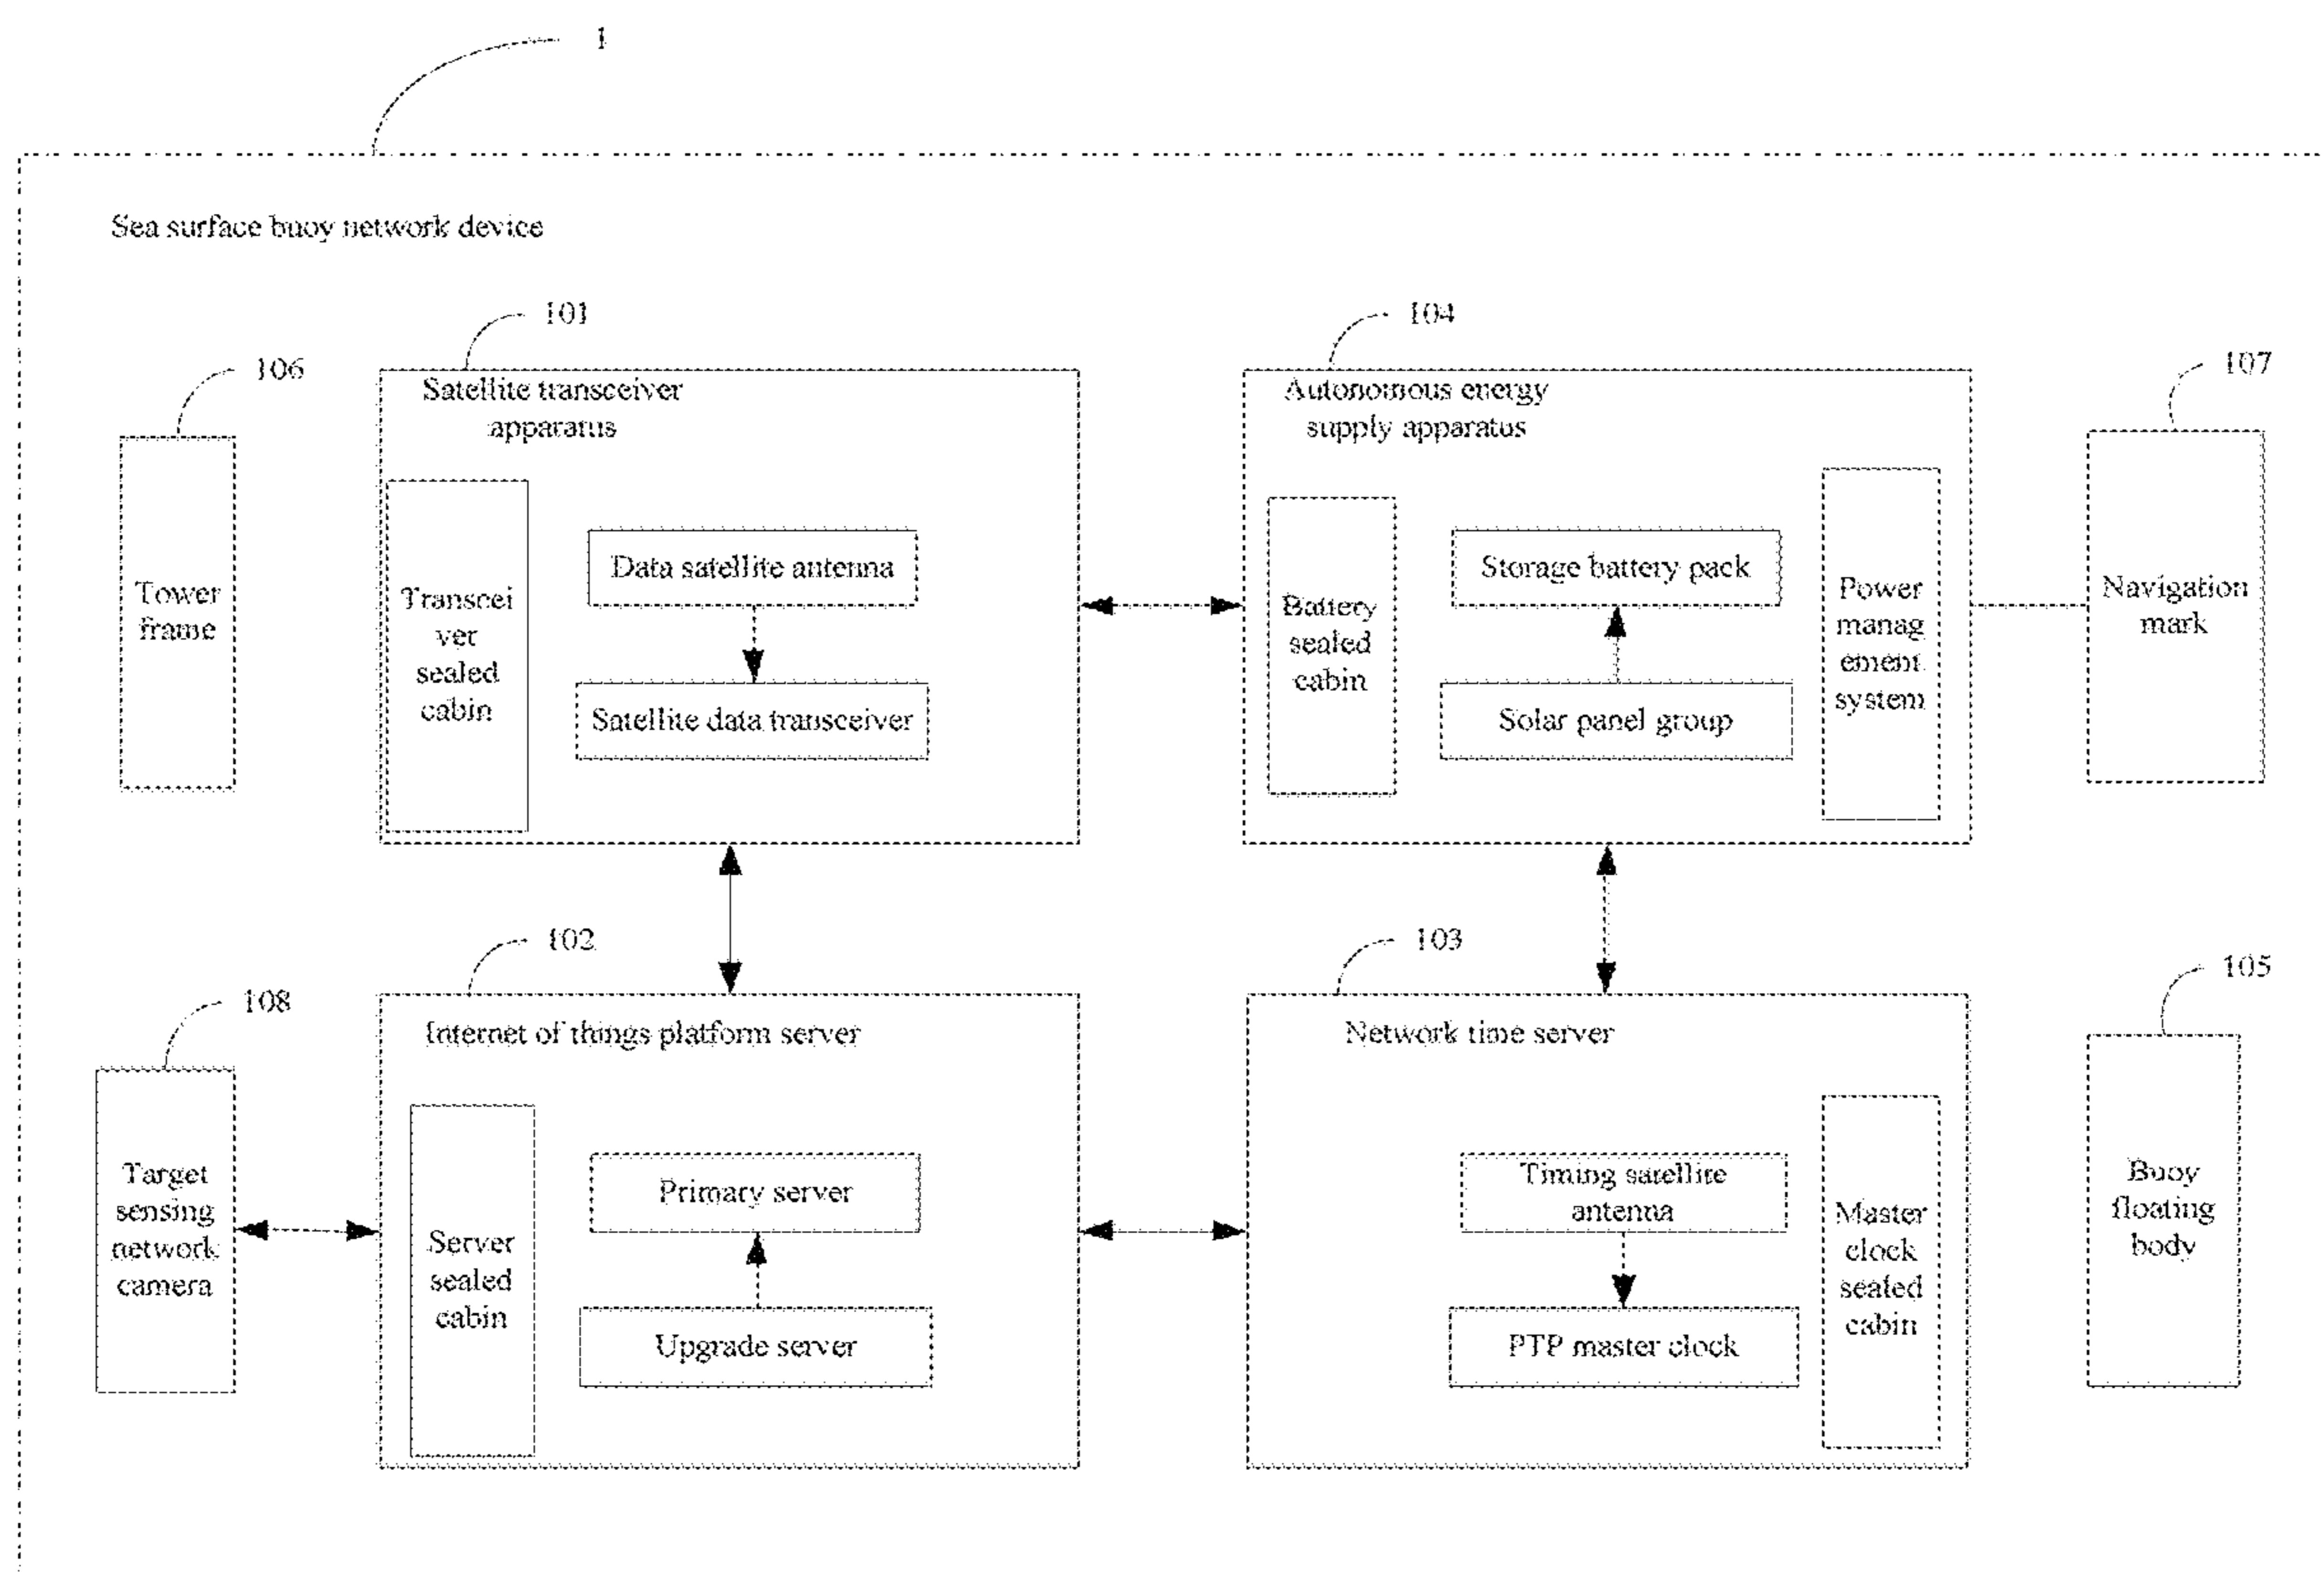 1
Sea surface buoy network device
101
104
106
107
Satellite transceiver
apparatus
Autonomous energy
supply apparatus
Tower
frame
Transcei
ver
sealed
cabin
Data satellite antenna
Satellite data transceiver
Battery
sealed
cabin
Storage battery pack
Solar panel group
Power
manag
ement
system
Navigation
mark
102
103
105
108
Internet of things platform server
Network time server
Target
sensing
network
camera
Server
sealed
cabin
Primary server
Upgrade server
Timing satellite
antenna
PTP master clock
Master
clock
sealed
cabin
Buoy
floating
body